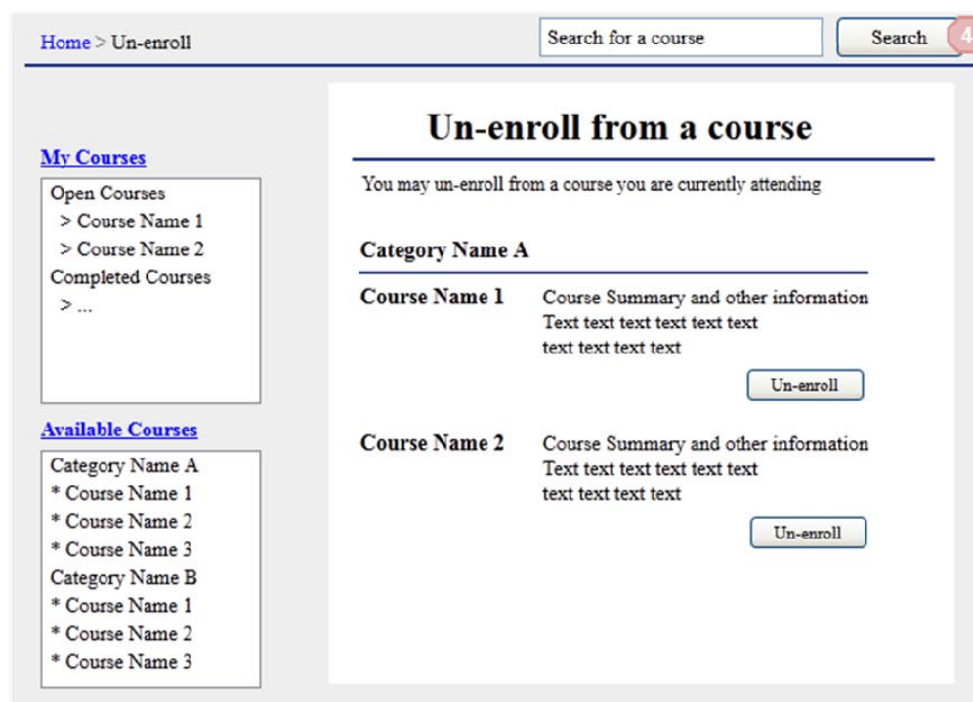 Home > Un-enroll
Search for a course
Search
4
My Courses
Open Courses
> Course Name 1
> Course Name 2
Completed Courses
> ...
Available Courses
Category Name A
* Course Name 1
* Course Name 2
* Course Name 3
Category Name B
* Course Name 1
* Course Name 2
* Course Name 3
Un-enroll from a course
You may un-enroll from a course you are currently attending
Category Name A
Course Name 1
Course Summary and other information
Text text text text text text
text text text text
Un-enroll
Course Name 2
Course Summary and other information
Text text text text text text
text text text text
Un-enroll